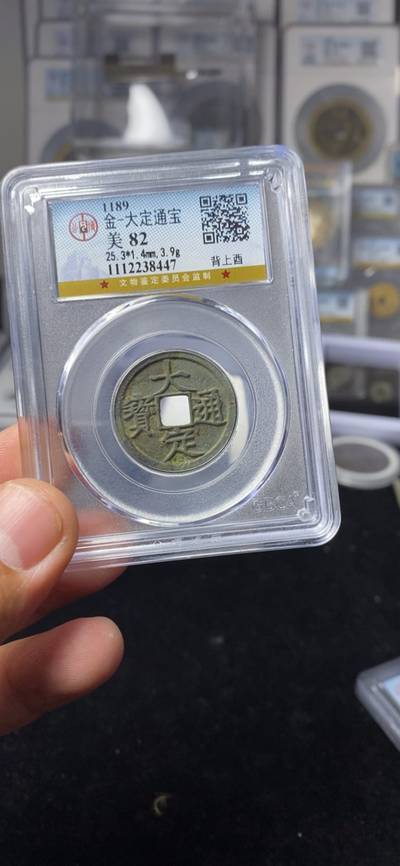 1189
金-大定通宝
美 82
25.3*1.4mm,3.9g
1112238447
背上酉
★ 文物鉴定委员会监制 ★
大
寶 通
定